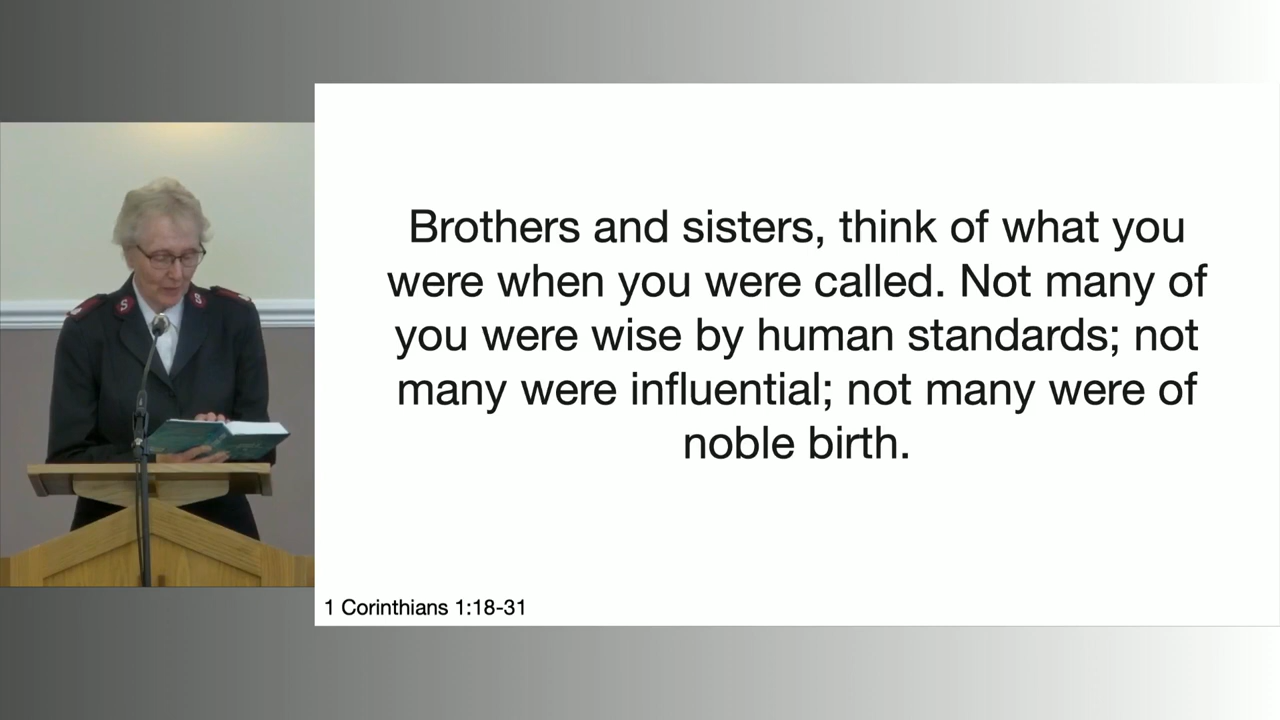 Brothers and sisters, think of what you
were when you were called. Not many of
you were wise by human standards; not
many were influential; not many were of
noble birth.
1 Corinthians 1:18-31
S
S